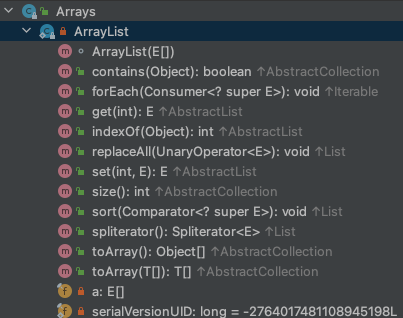 Arrays
ArrayList
ArrayList(E[])
contains(Object): boolean ↑AbstractCollection
forEach(Consumer<? super E>): void ↑Iterable
get(int): E ↑AbstractList
indexOf(Object): int ↑AbstractList
replaceAll(UnaryOperator<E>): void ↑List
set(int, E): E ↑AbstractList
size(): int ↑AbstractCollection
sort(Comparator<? super E>): void ↑List
spliterator(): Spliterator<E> ↑List
toArray(): Object[] ↑AbstractCollection
toArray(T[]): T[] ↑AbstractCollection
a: E[]
serialVersionUID: long = -2764017481108945198L